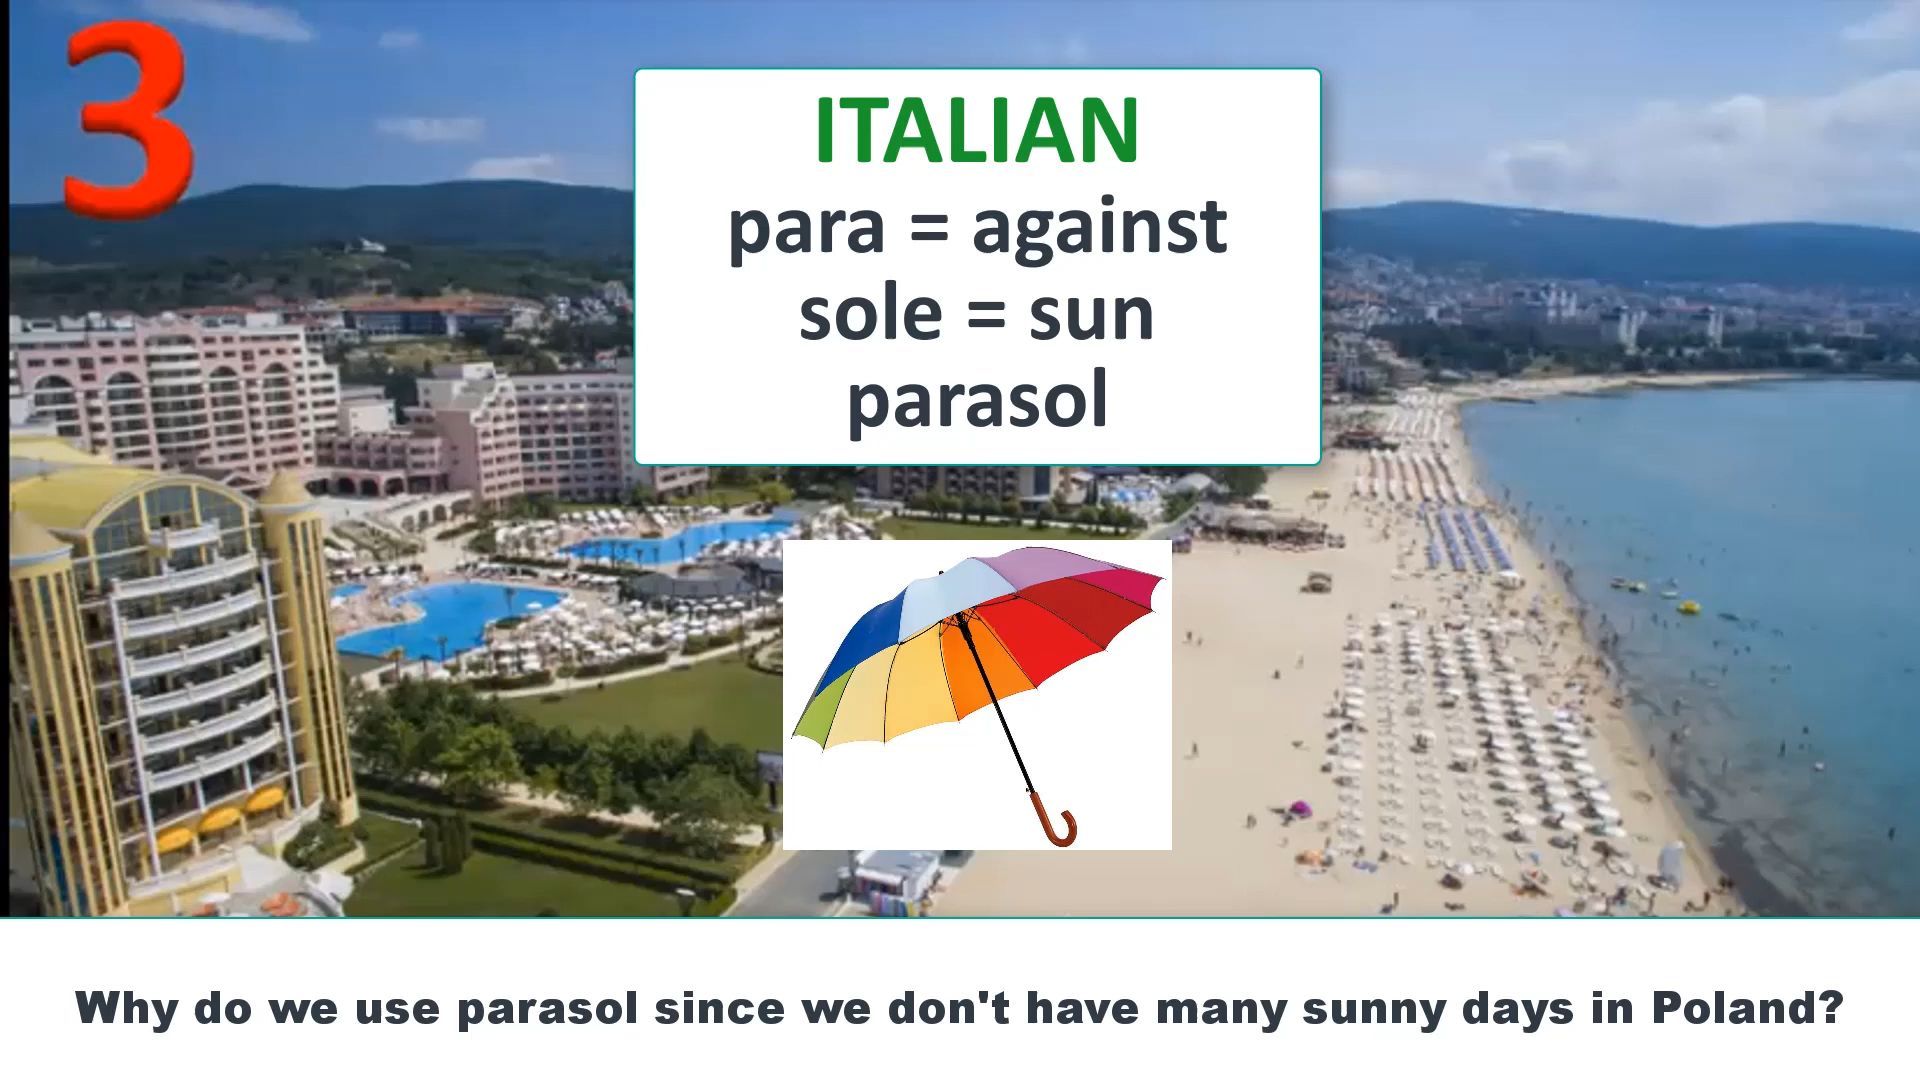 3
ITALIAN
para = against
sole = sun
parasol
Why do we use parasol since we don't have many sunny days in Poland?